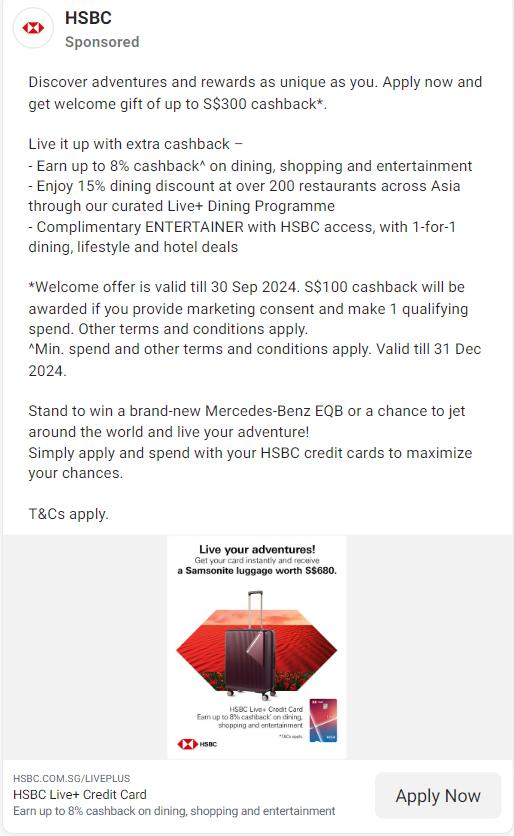 HSBC
Sponsored
Discover adventures and rewards as unique as you. Apply now and
get welcome gift of up to S$300 cashback*.
Live it up with extra cashback –
- Earn up to 8% cashback^ on dining, shopping and entertainment
- Enjoy 15% dining discount at over 200 restaurants across Asia
through our curated Live+ Dining Programme
- Complimentary ENTERTAINER with HSBC access, with 1-for-1
dining, lifestyle and hotel deals
*Welcome offer is valid till 30 Sep 2024. S$100 cashback will be
awarded if you provide marketing consent and make 1 qualifying
spend. Other terms and conditions apply.
^Min. spend and other terms and conditions apply. Valid till 31 Dec
2024.
Stand to win a brand-new Mercedes-Benz EQB or a chance to jet
around the world and live your adventure!
Simply apply and spend with your HSBC credit cards to maximize
your chances.
T&Cs apply.
Live your adventures!
Get your card instantly and receive
a Samsonite luggage worth S$680.
HSBC Live+ Credit Card
Earn up to 8% cashback* on dining,
shopping and entertainment
*T&Cs apply.
VISA
HSBC
HSBC.COM.SG/LIVEPLUS
HSBC Live+ Credit Card
Earn up to 8% cashback on dining, shopping and entertainment
Apply Now